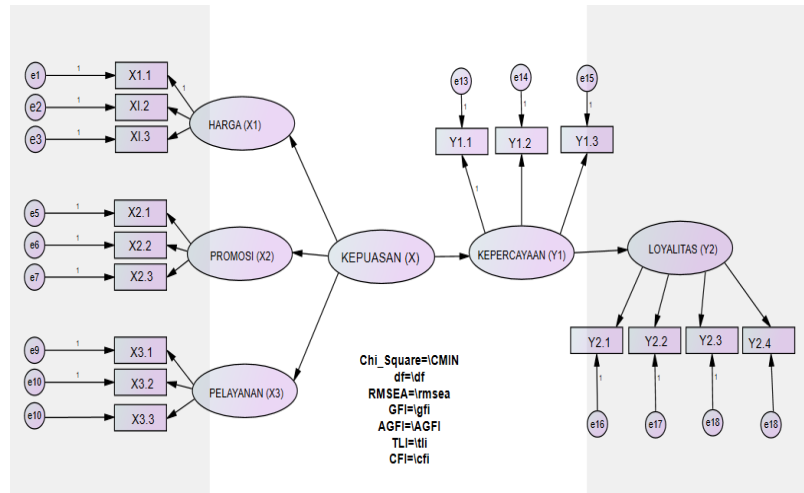 e1
1
X1.1
1
e2
1
XI.2
e3
1
XI.3
HARGA (X1)
e5
1
X2.1
e6
1
X2.2
e7
1
X2.3
PROMOSI (X2)
e9
1
X3.1
e10
1
X3.2
e10
X3.3
PELAYANAN (X3)
KEPUASAN (X)
e13
e14
e15
1
1
1
Y1.1
Y1.2
Y1.3
1
KEPERCAYAAN (Y1)
LOYALITAS (Y2)
Y2.1
Y2.2
Y2.3
Y2.4
1
1
1
e16
e17
e18
e18
Chi_Square=\CMIN
df=\df
RMSEA=\rmsea
GFI=\gfi
AGFI=\AGFI
TLI=\tli
CFI=\cfi